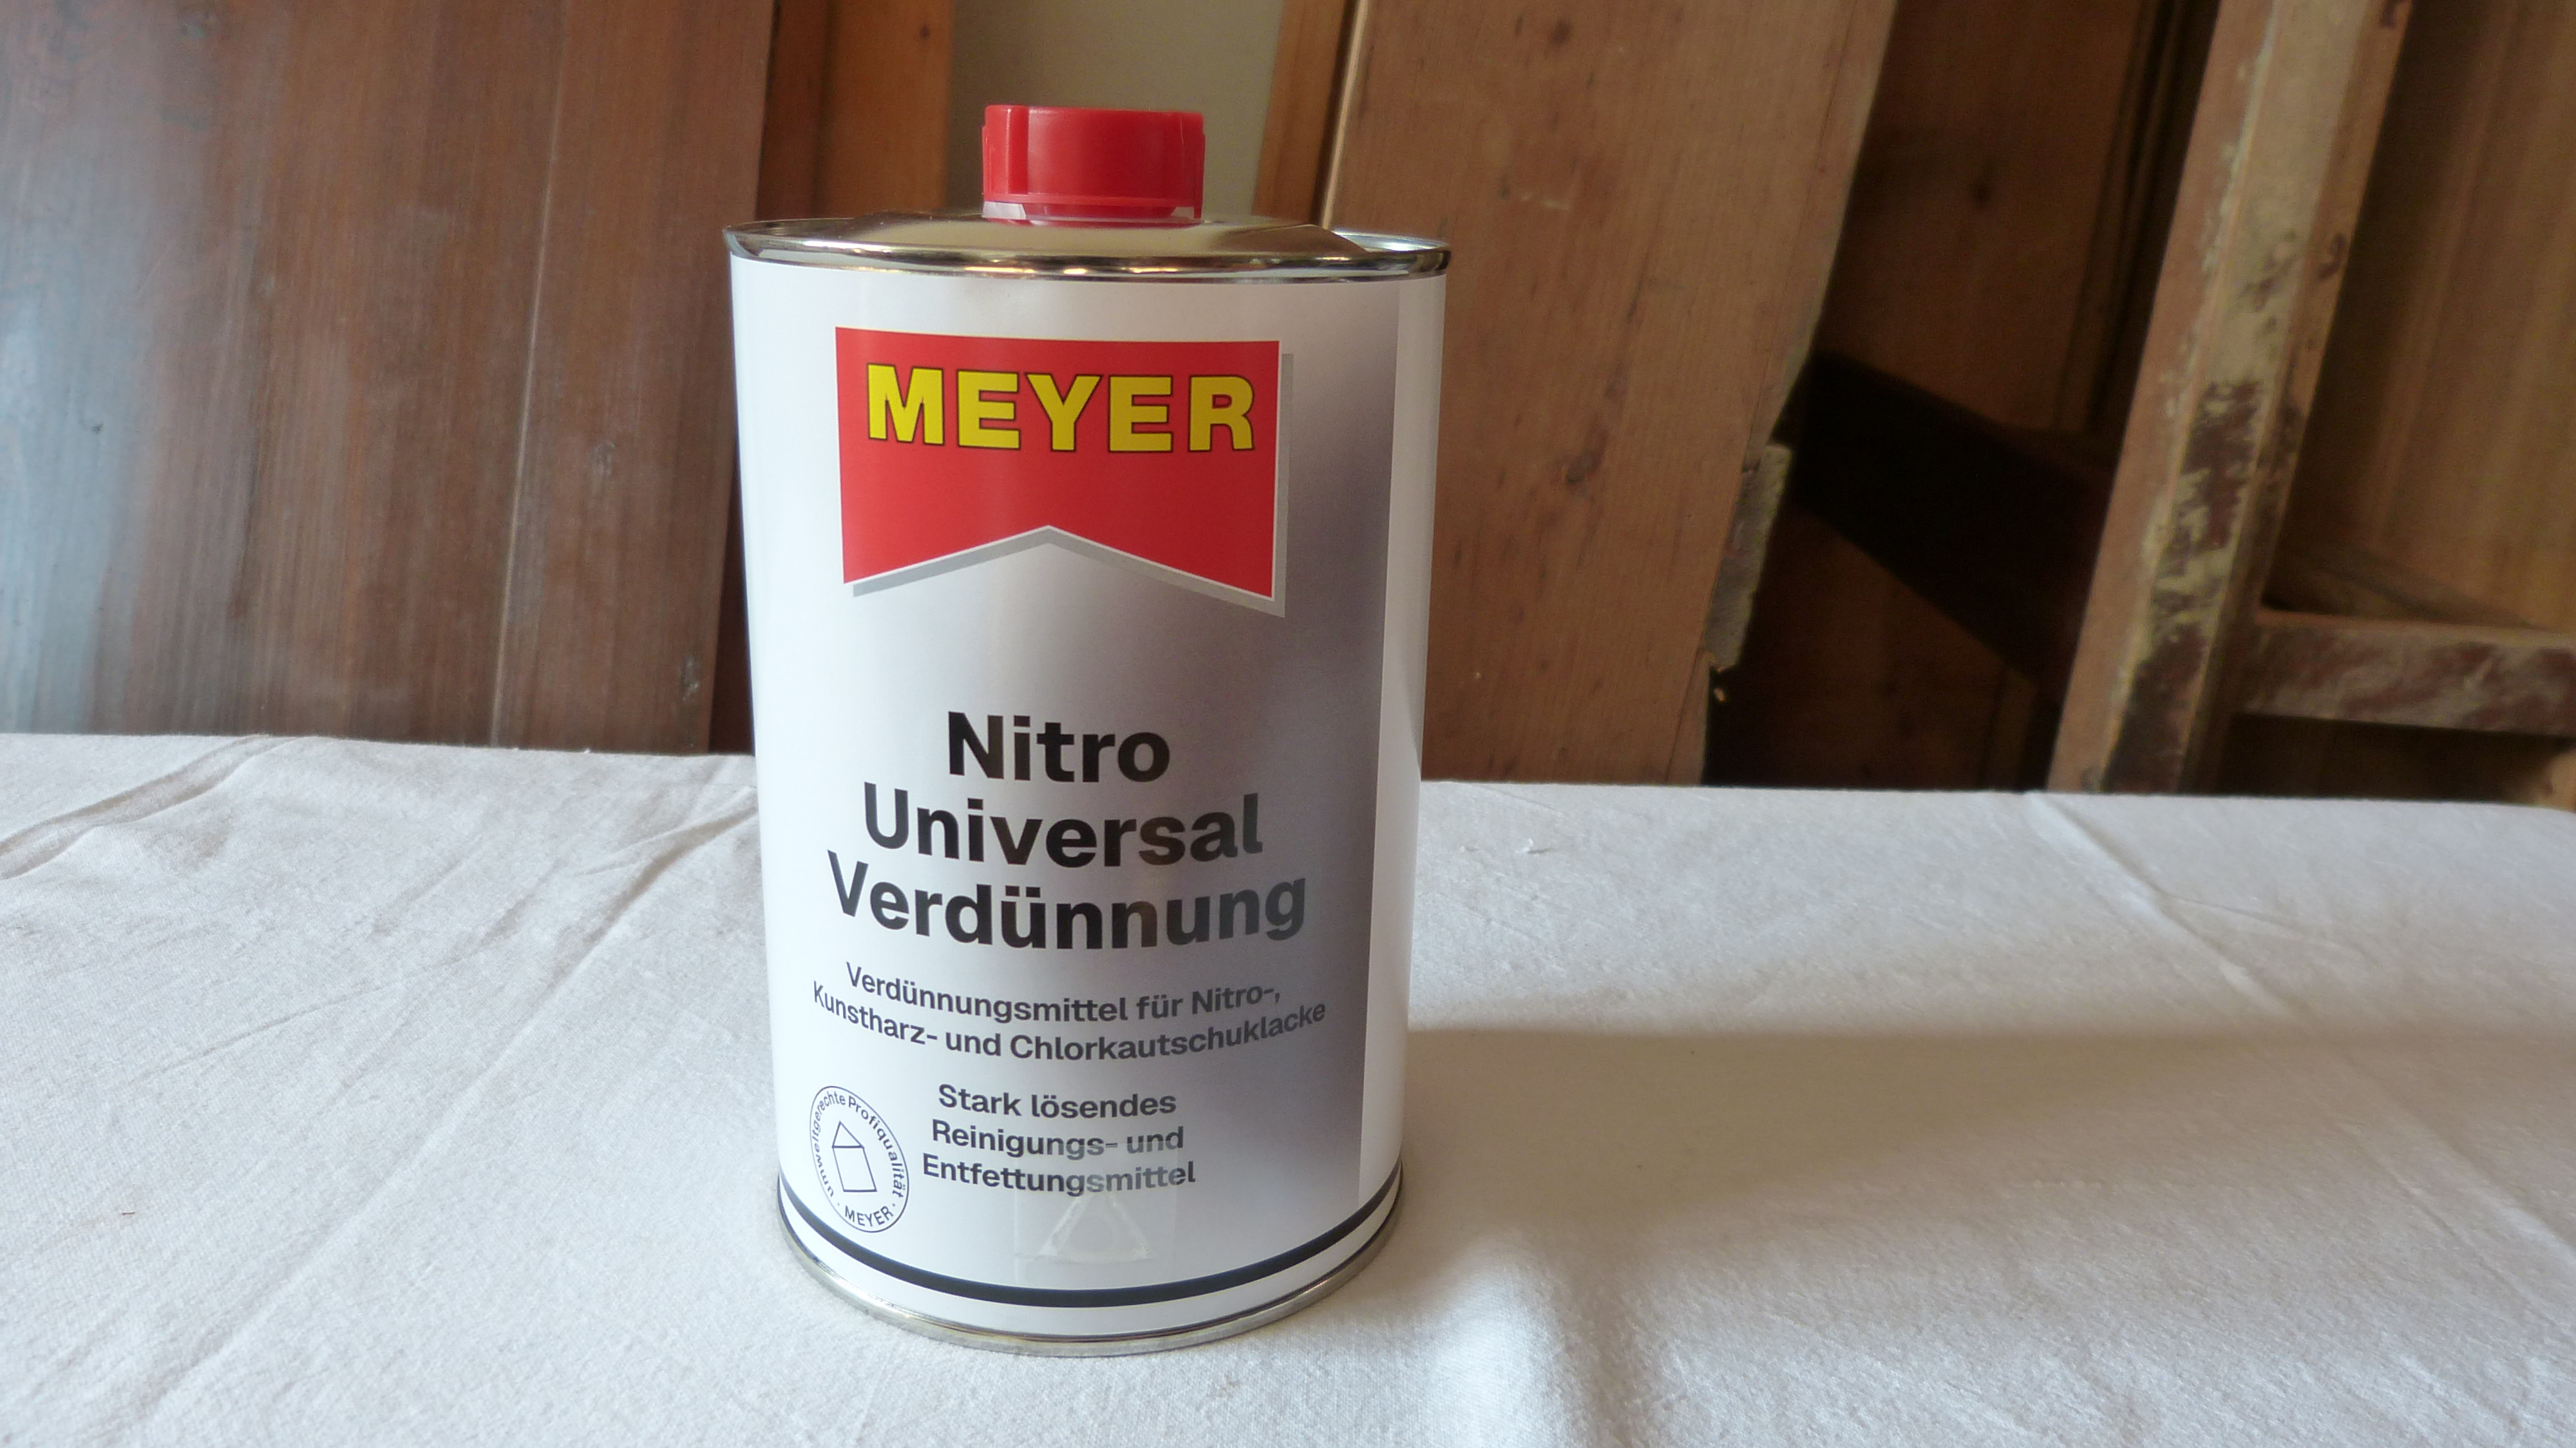 MEYER
Nitro
Universal
Verdünnung
Verdünnungsmittel für Nitro-,
Kunstharz- und Chlorkautschuklacke
Stark lösendes
Reinigungs- und
Entfettungsmittel
umweltgerechte Profiqualität · MEYER ·